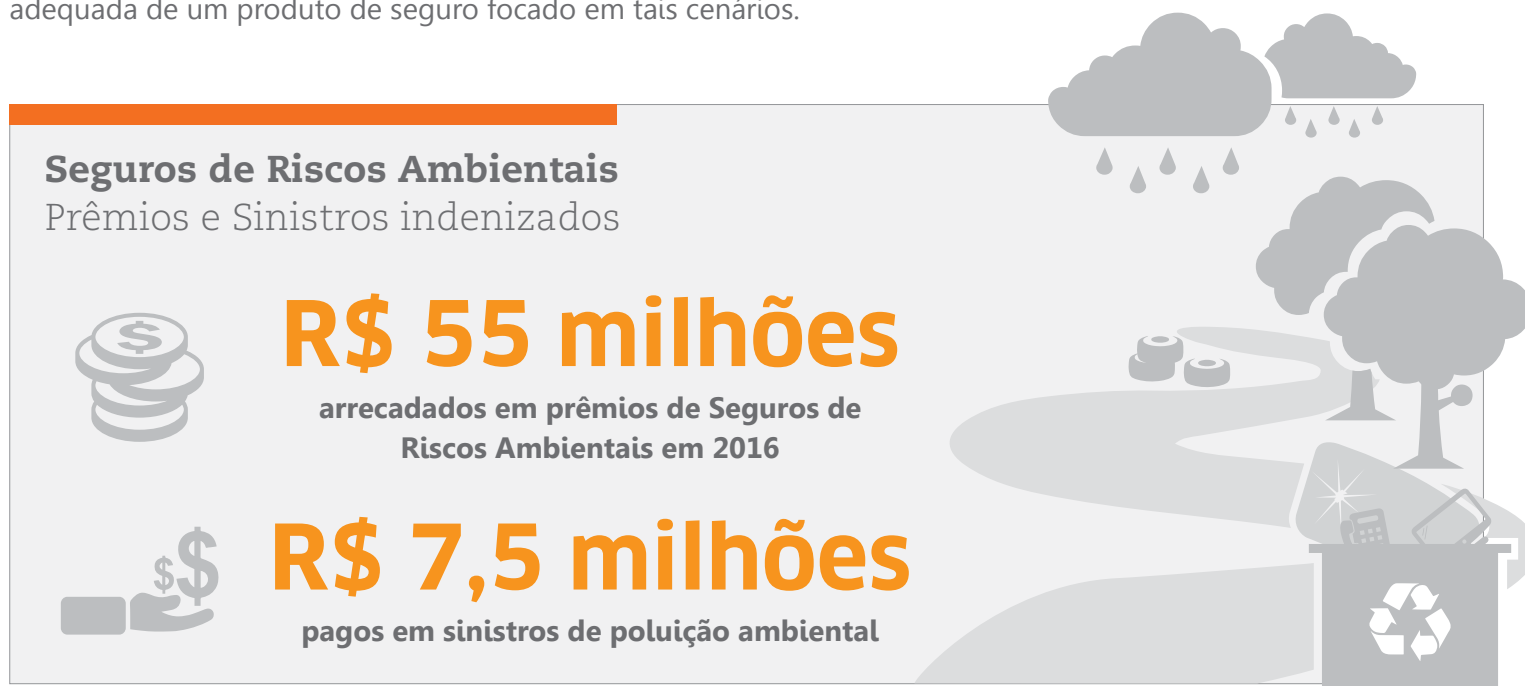 adequada de um produto de seguro focado em tais cenários.
Seguros de Riscos Ambientais
Prêmios e Sinistros indenizados
R$ 55 milhões
arrecadados em prêmios de Seguros de
Riscos Ambientais em 2016
R$ 7,5 milhões
pagos em sinistros de poluição ambiental